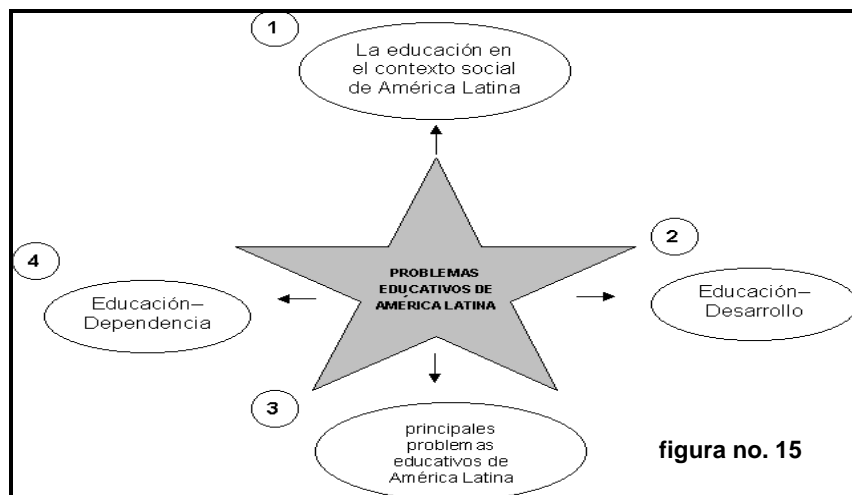 1
La educación en
el contexto social
de América Latina
2
Educación—
Desarrollo
PROBLEMAS
EDUCATIVOS DE
AMÉRICA LATINA
4
Educación—
Dependencia
3
principales
problemas
educativos de
América Latina
figura no. 15